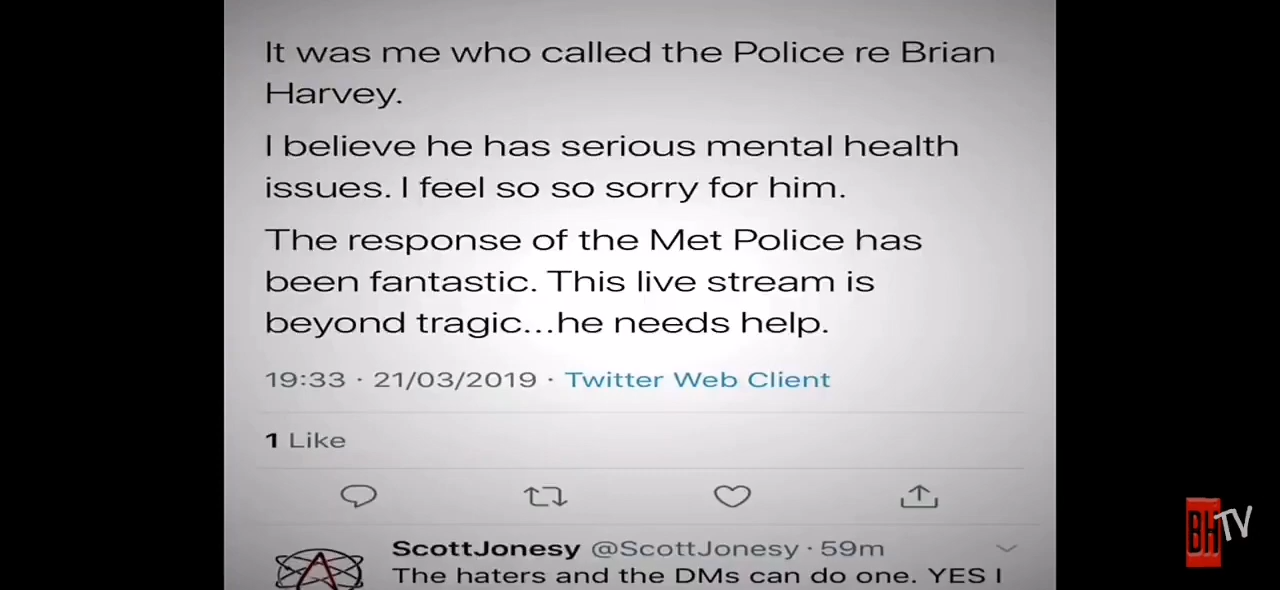 It was me who called the Police re Brian
Harvey.
I believe he has serious mental health
issues. I feel so so sorry for him.
The response of the Met Police has
been fantastic. This live stream is
beyond tragic...he needs help.
19:33 · 21/03/2019 · Twitter Web Client
1 Like
ScottJonesy @ScottJonesy · 59m
The haters and the DMs can do one. YES I
BHTV